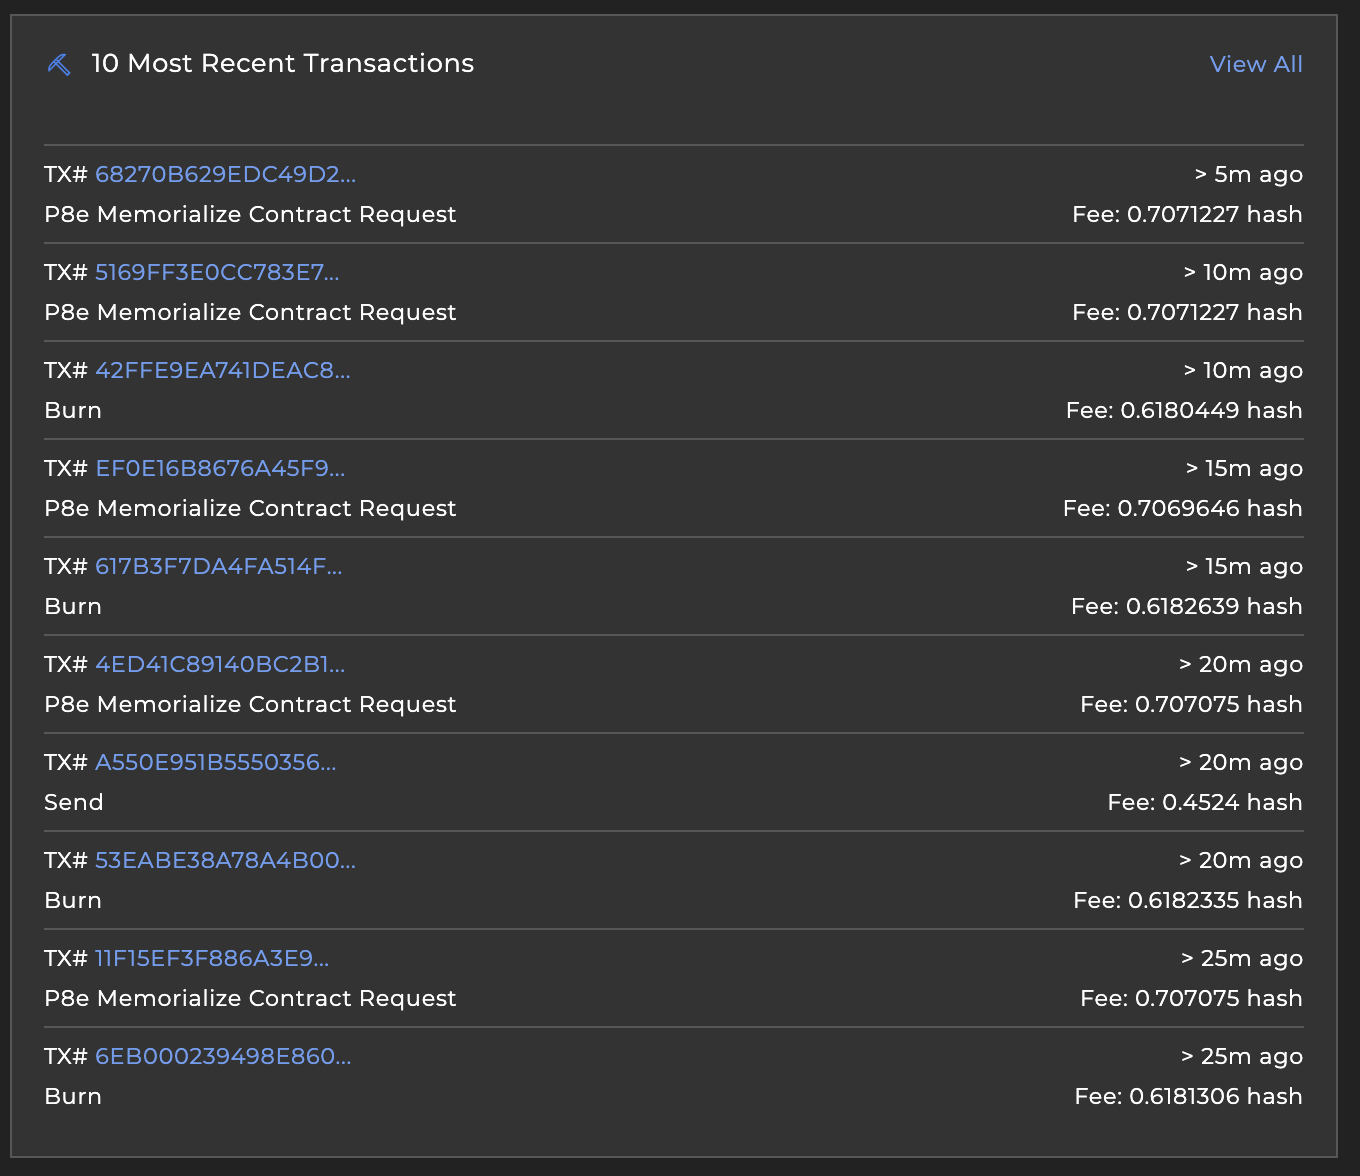 10 Most Recent Transactions View All
TX# 68270B629EDC49D2... > 5m ago
P8e Memorialize Contract Request Fee: 0.7071227 hash
TX# 5169FF3E0CC783E7... > 10m ago
P8e Memorialize Contract Request Fee: 0.7071227 hash
TX# 42FFE9EA741DEAC8... > 10m ago
Burn Fee: 0.6180449 hash
TX# EF0E16B8676A45F9... > 15m ago
P8e Memorialize Contract Request Fee: 0.7069646 hash
TX# 617B3F7DA4FA514F... > 15m ago
Burn Fee: 0.6182639 hash
TX# 4ED41C89140BC2B1... > 20m ago
P8e Memorialize Contract Request Fee: 0.707075 hash
TX# A550E951B5550356... > 20m ago
Send Fee: 0.4524 hash
TX# 53EABE38A78A4B00... > 20m ago
Burn Fee: 0.6182335 hash
TX# 11F15EF3F886A3E9... > 25m ago
P8e Memorialize Contract Request Fee: 0.707075 hash
TX# 6EB000239498E860... > 25m ago
Burn Fee: 0.6181306 hash